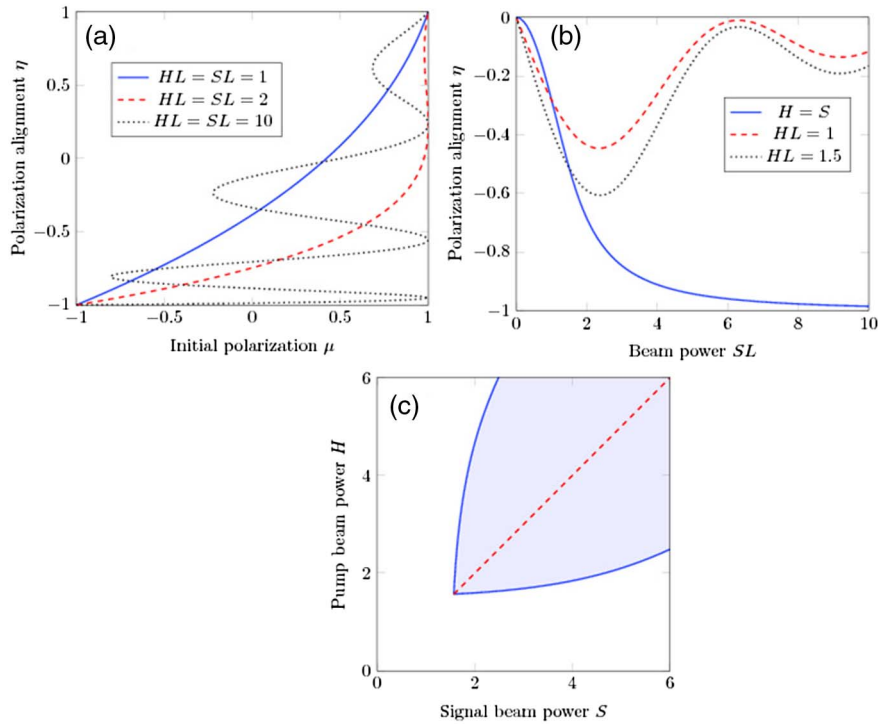 (a)
Polarization alignment η
1
0.5
0
−0.5
−1
HL = SL = 1
HL = SL = 2
HL = SL = 10
−1 −0.5 0 0.5 1
Initial polarization μ
(b)
Polarization alignment η
0
−0.2
−0.4
−0.6
−0.8
−1
H = S
HL = 1
HL = 1.5
0 2 4 6 8 10
Beam power SL
(c)
Pump beam power H
6
4
2
0
0 2 4 6
Signal beam power S